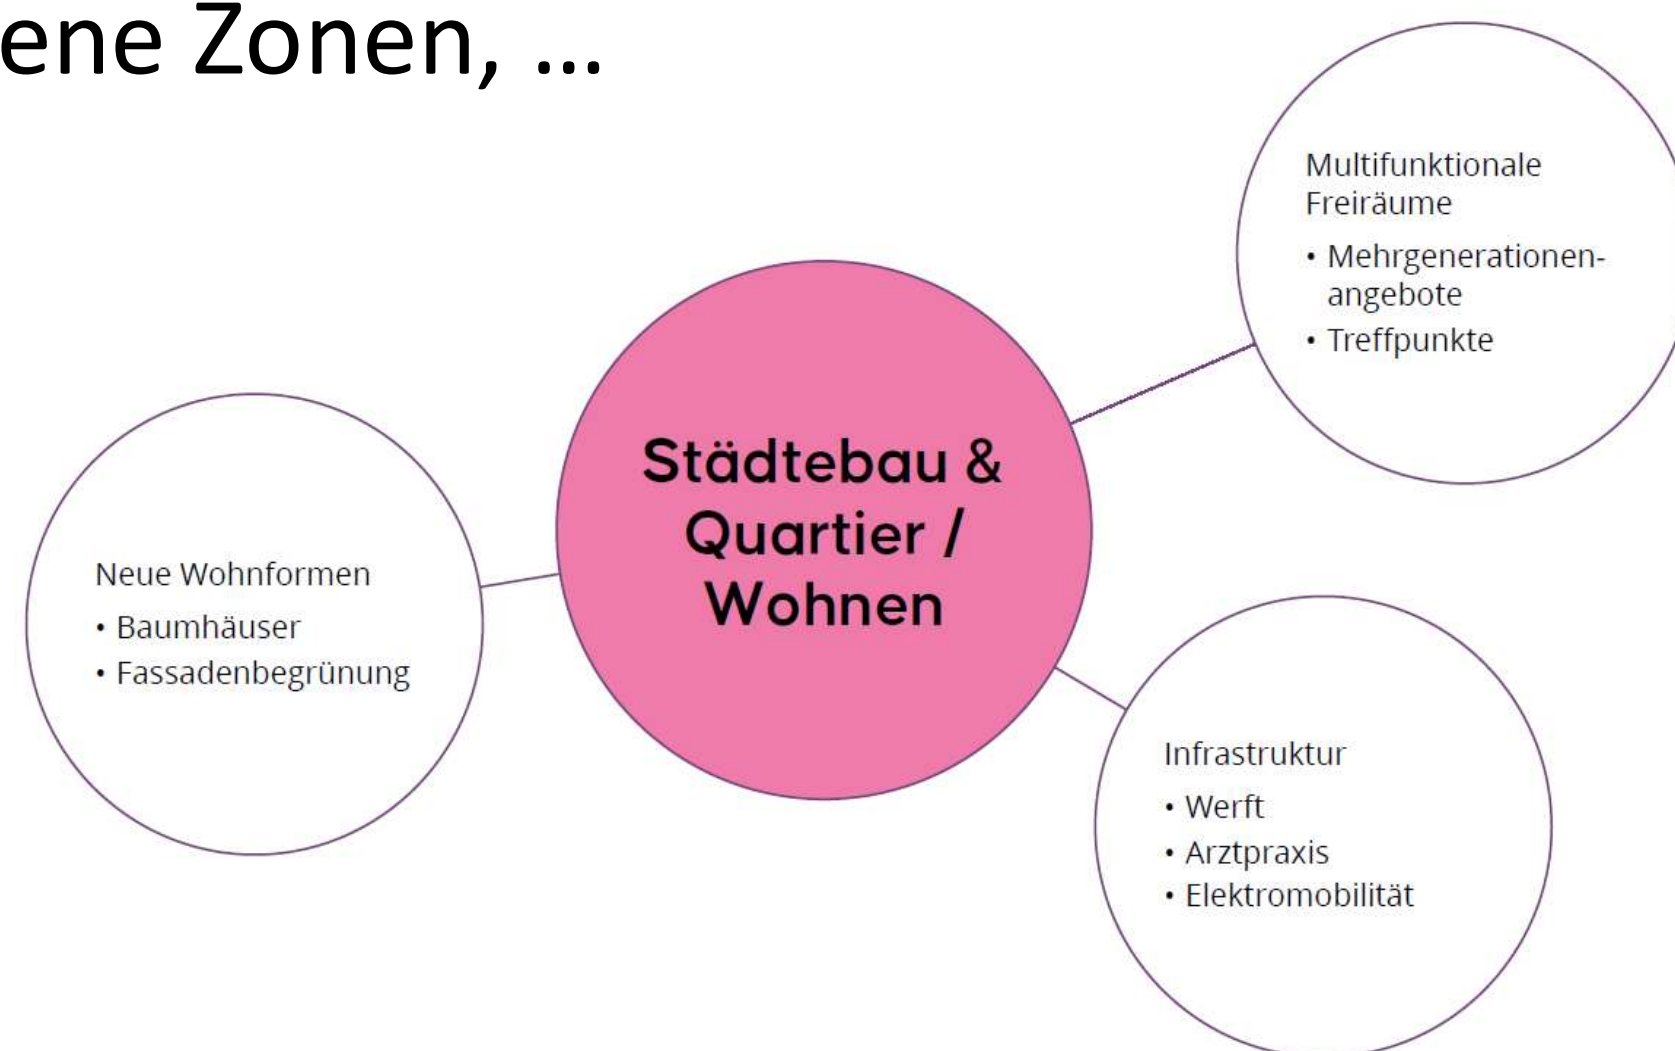 ene Zonen, ...
Multifunktionale
Freiräume
• Mehrgenerationen-
angebote
• Treffpunkte
Städtebau &
Quartier /
Wohnen
Neue Wohnformen
• Baumhäuser
• Fassadenbegrünung
Infrastruktur
• Werft
• Arztpraxis
• Elektromobilität